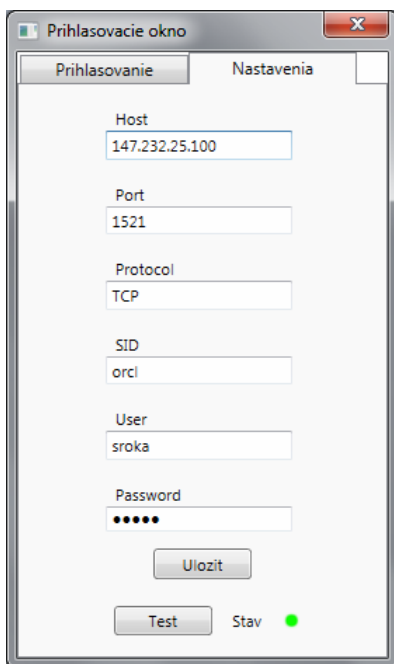 Prihlasovacie okno
Prihlasovanie Nastavenia
Host
147.232.25.100
Port
1521
Protocol
TCP
SID
orcl
User
sroka
Password
●●●●●
Ulozit
Test Stav